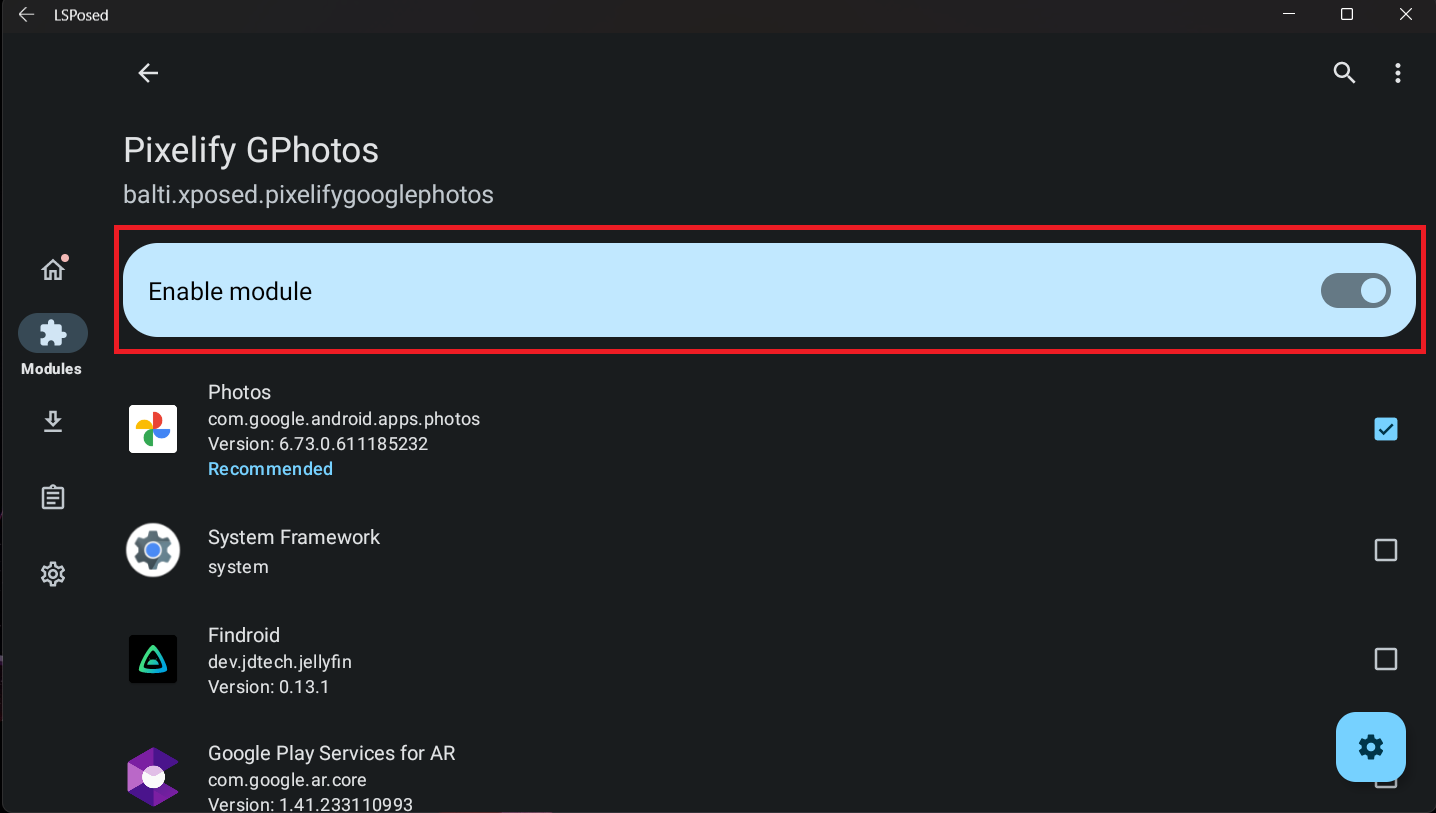 LSPosed
Pixelify GPhotos
balti.xposed.pixelifygooglephotos
Enable module
Modules
Photos
com.google.android.apps.photos
Version: 6.73.0.611185232
Recommended
System Framework
system
Findroid
dev.jdtech.jellyfin
Version: 0.13.1
Google Play Services for AR
com.google.ar.core
Version: 1.41.233110993